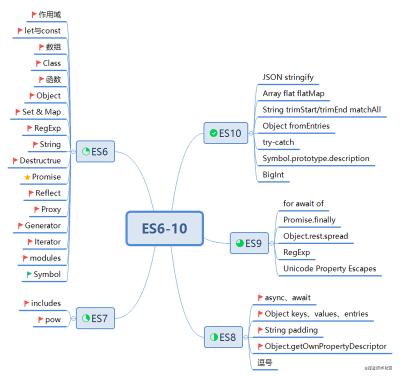 作用域
let与const
数组
Class
函数
Object
Set & Map
RegExp
String
Destructrue
Promise
Reflect
Proxy
Generator
Iterator
modules
Symbol
ES6
includes
pow
ES7
ES6-10
ES10
JSON stringify
Array flat flatMap
String trimStart/trimEnd matchAll
Object fromEntries
try-catch
Symbol.prototype.description
BigInt
ES9
for await of
Promise.finally
Object.rest.spread
RegExp
Unicode Property Escapes
ES8
async、await
Object keys、values、entries
String padding
Object.getOwnPropertyDescriptor
逗号